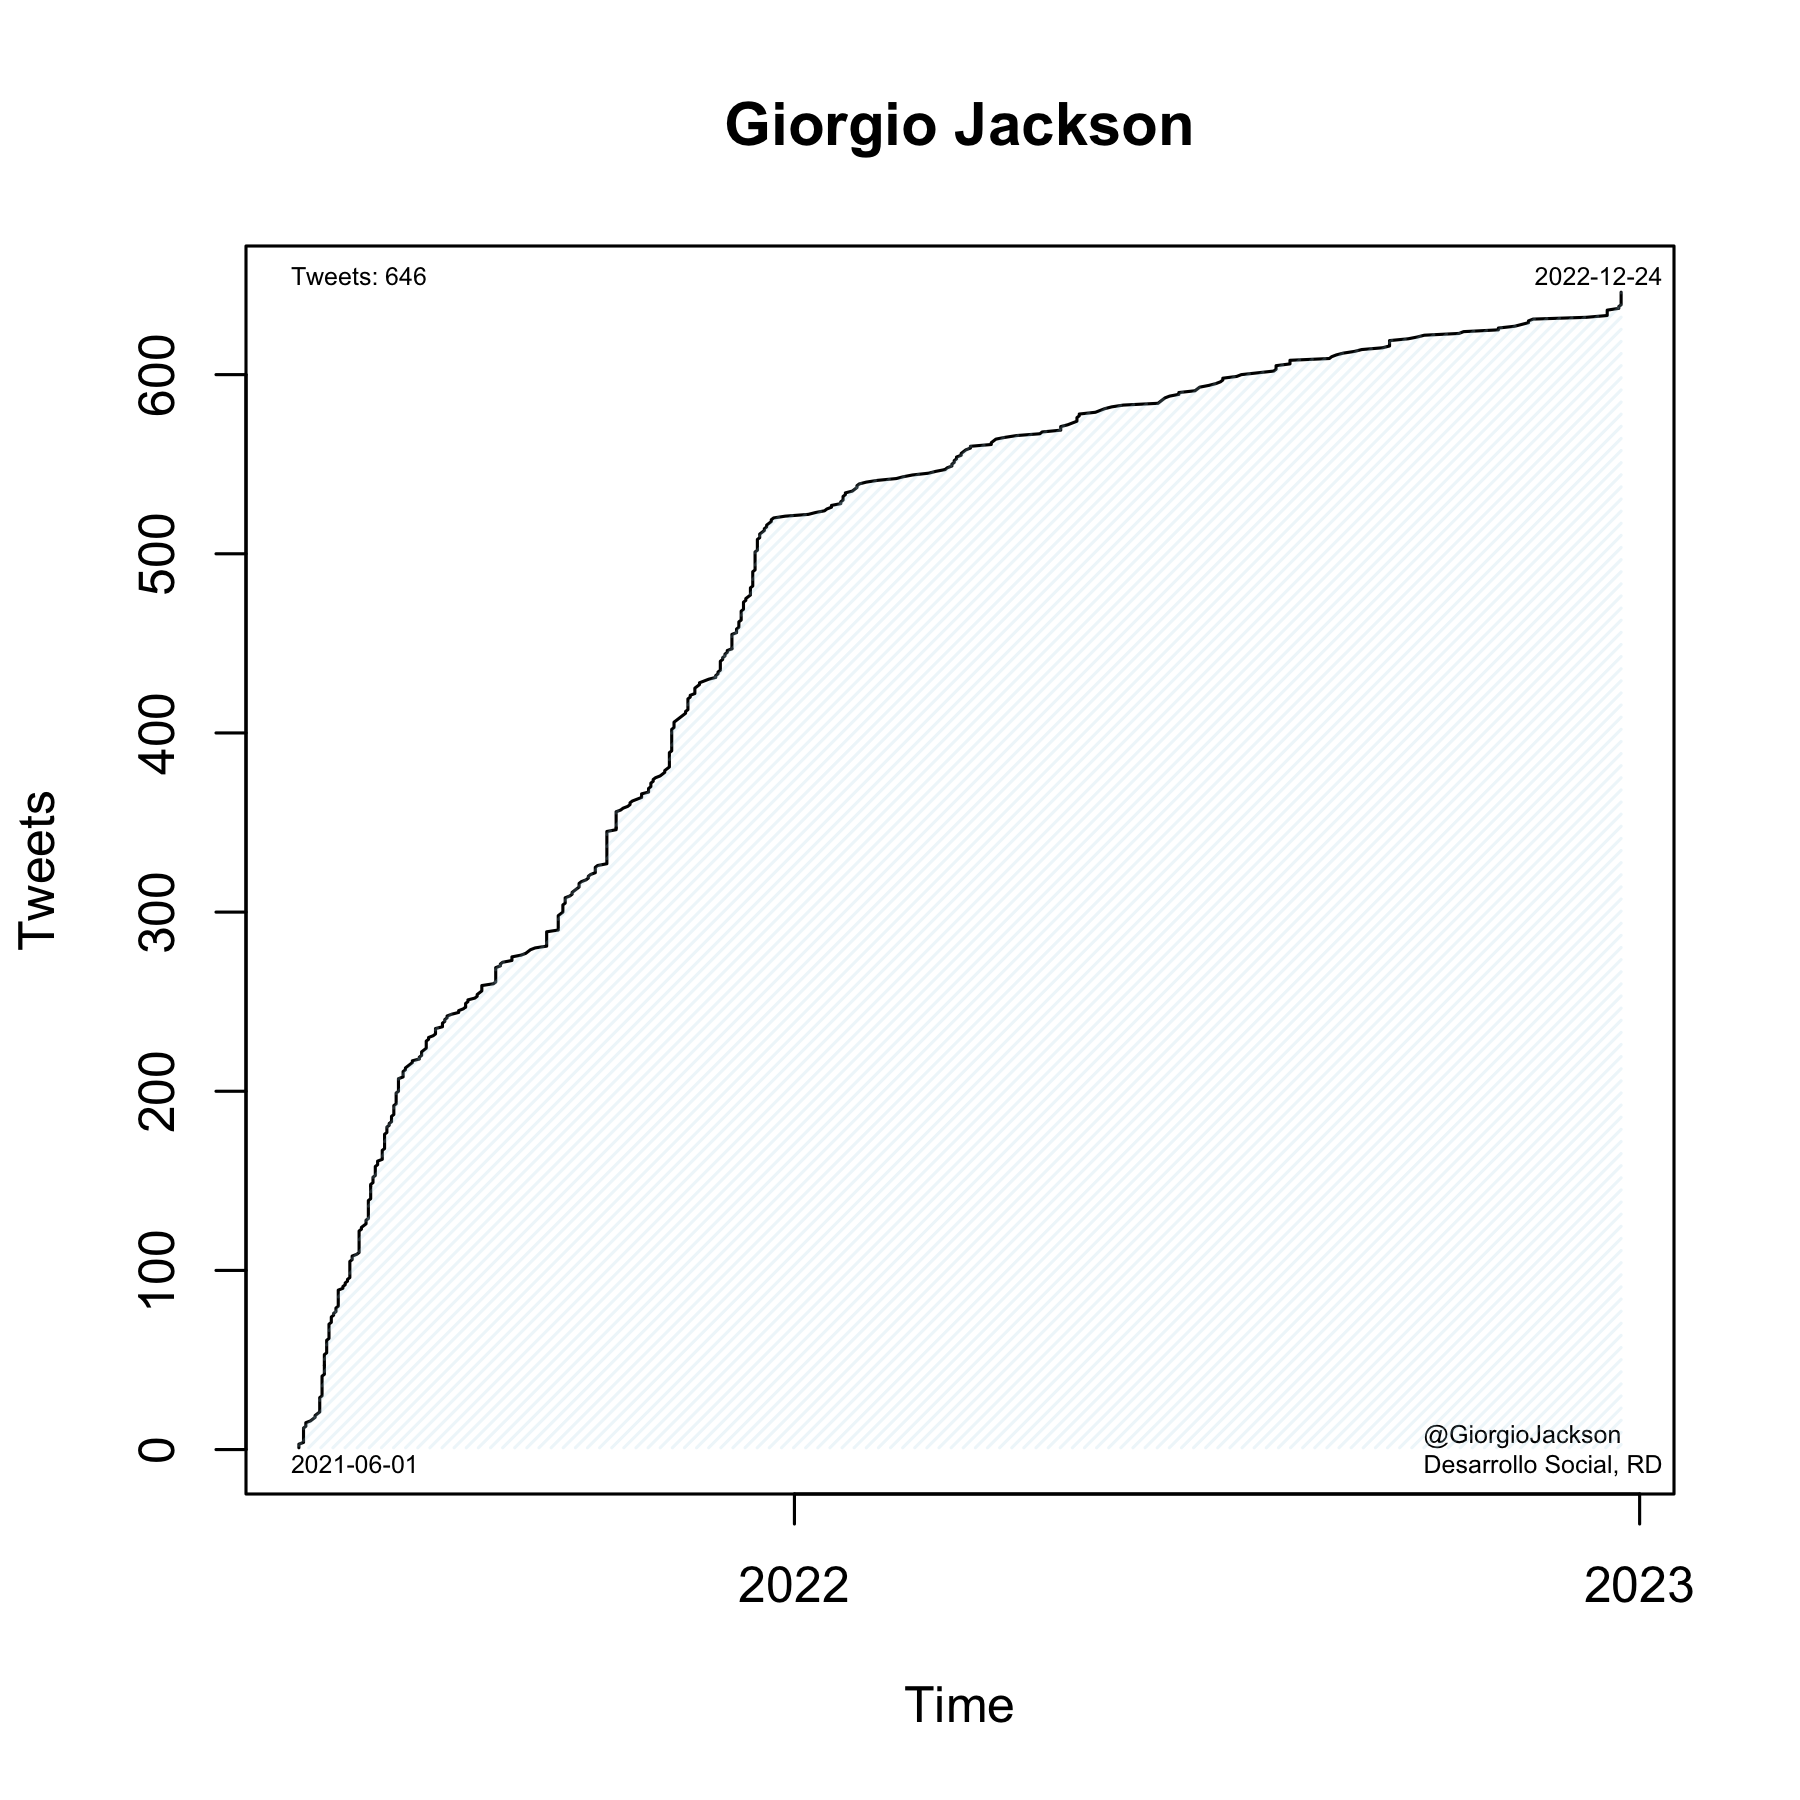 Giorgio Jackson
Tweets: 646
2022-12-24
600
500
400
300
200
100
0
Tweets
2021-06-01
@GiorgioJackson
Desarrollo Social, RD
2022
2023
Time